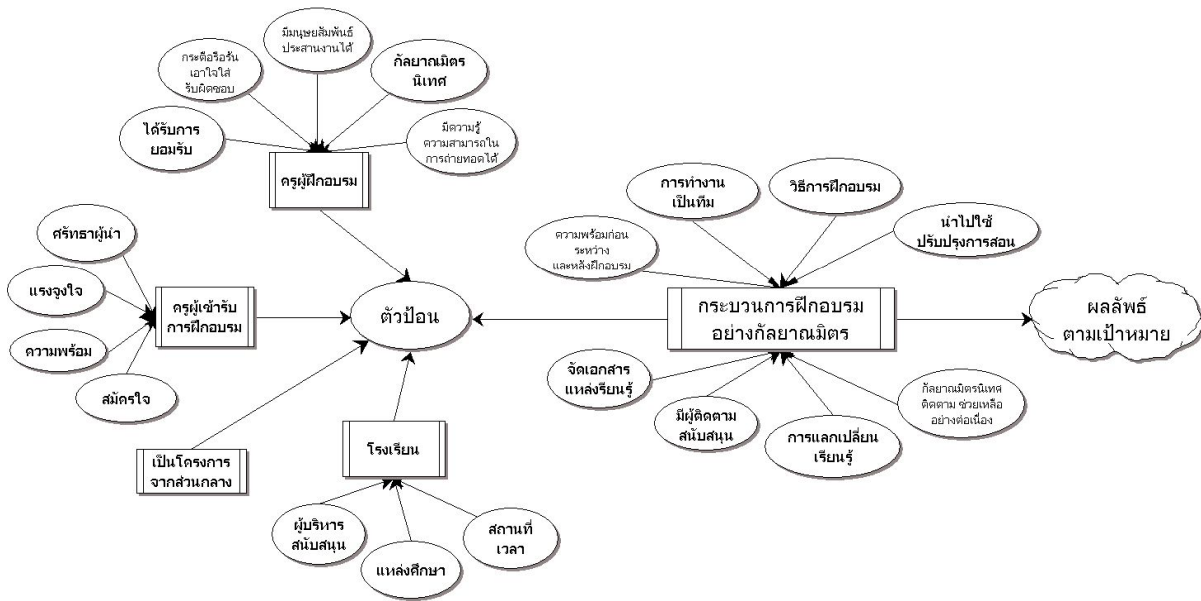 มีมนุษยสัมพันธ์
ประสานงานได้
กระตือรือร้น
เอาใจใส่
รับผิดชอบ
กัลยาณมิตร
นิเทศ
ได้รับการ
ยอมรับ
มีความรู้
ความสามารถใน
การถ่ายทอดได้
ครูผู้ฝึกอบรม
ศรัทธาผู้นำ
แรงจูงใจ
ความพร้อม
สมัครใจ
ครูผู้เข้ารับ
การฝึกอบรม
ตัวป้อน
เป็นโครงการ
จากส่วนกลาง
โรงเรียน
ผู้บริหาร
สนับสนุน
แหล่งศึกษา
สถานที่
เวลา
การทำงาน
เป็นทีม
วิธีการฝึกอบรม
ความพร้อมก่อน
ระหว่าง
และหลังฝึกอบรม
นำไปใช้
ปรับปรุงการสอน
กระบวนการฝึกอบรม
อย่างกัลยาณมิตร
จัดเอกสาร
แหล่งเรียนรู้
มีผู้ติดตาม
สนับสนุน
การแลกเปลี่ยน
เรียนรู้
กัลยาณมิตรนิเทศ
ติดตาม ช่วยเหลือ
อย่างต่อเนื่อง
ผลลัพธ์
ตามเป้าหมาย